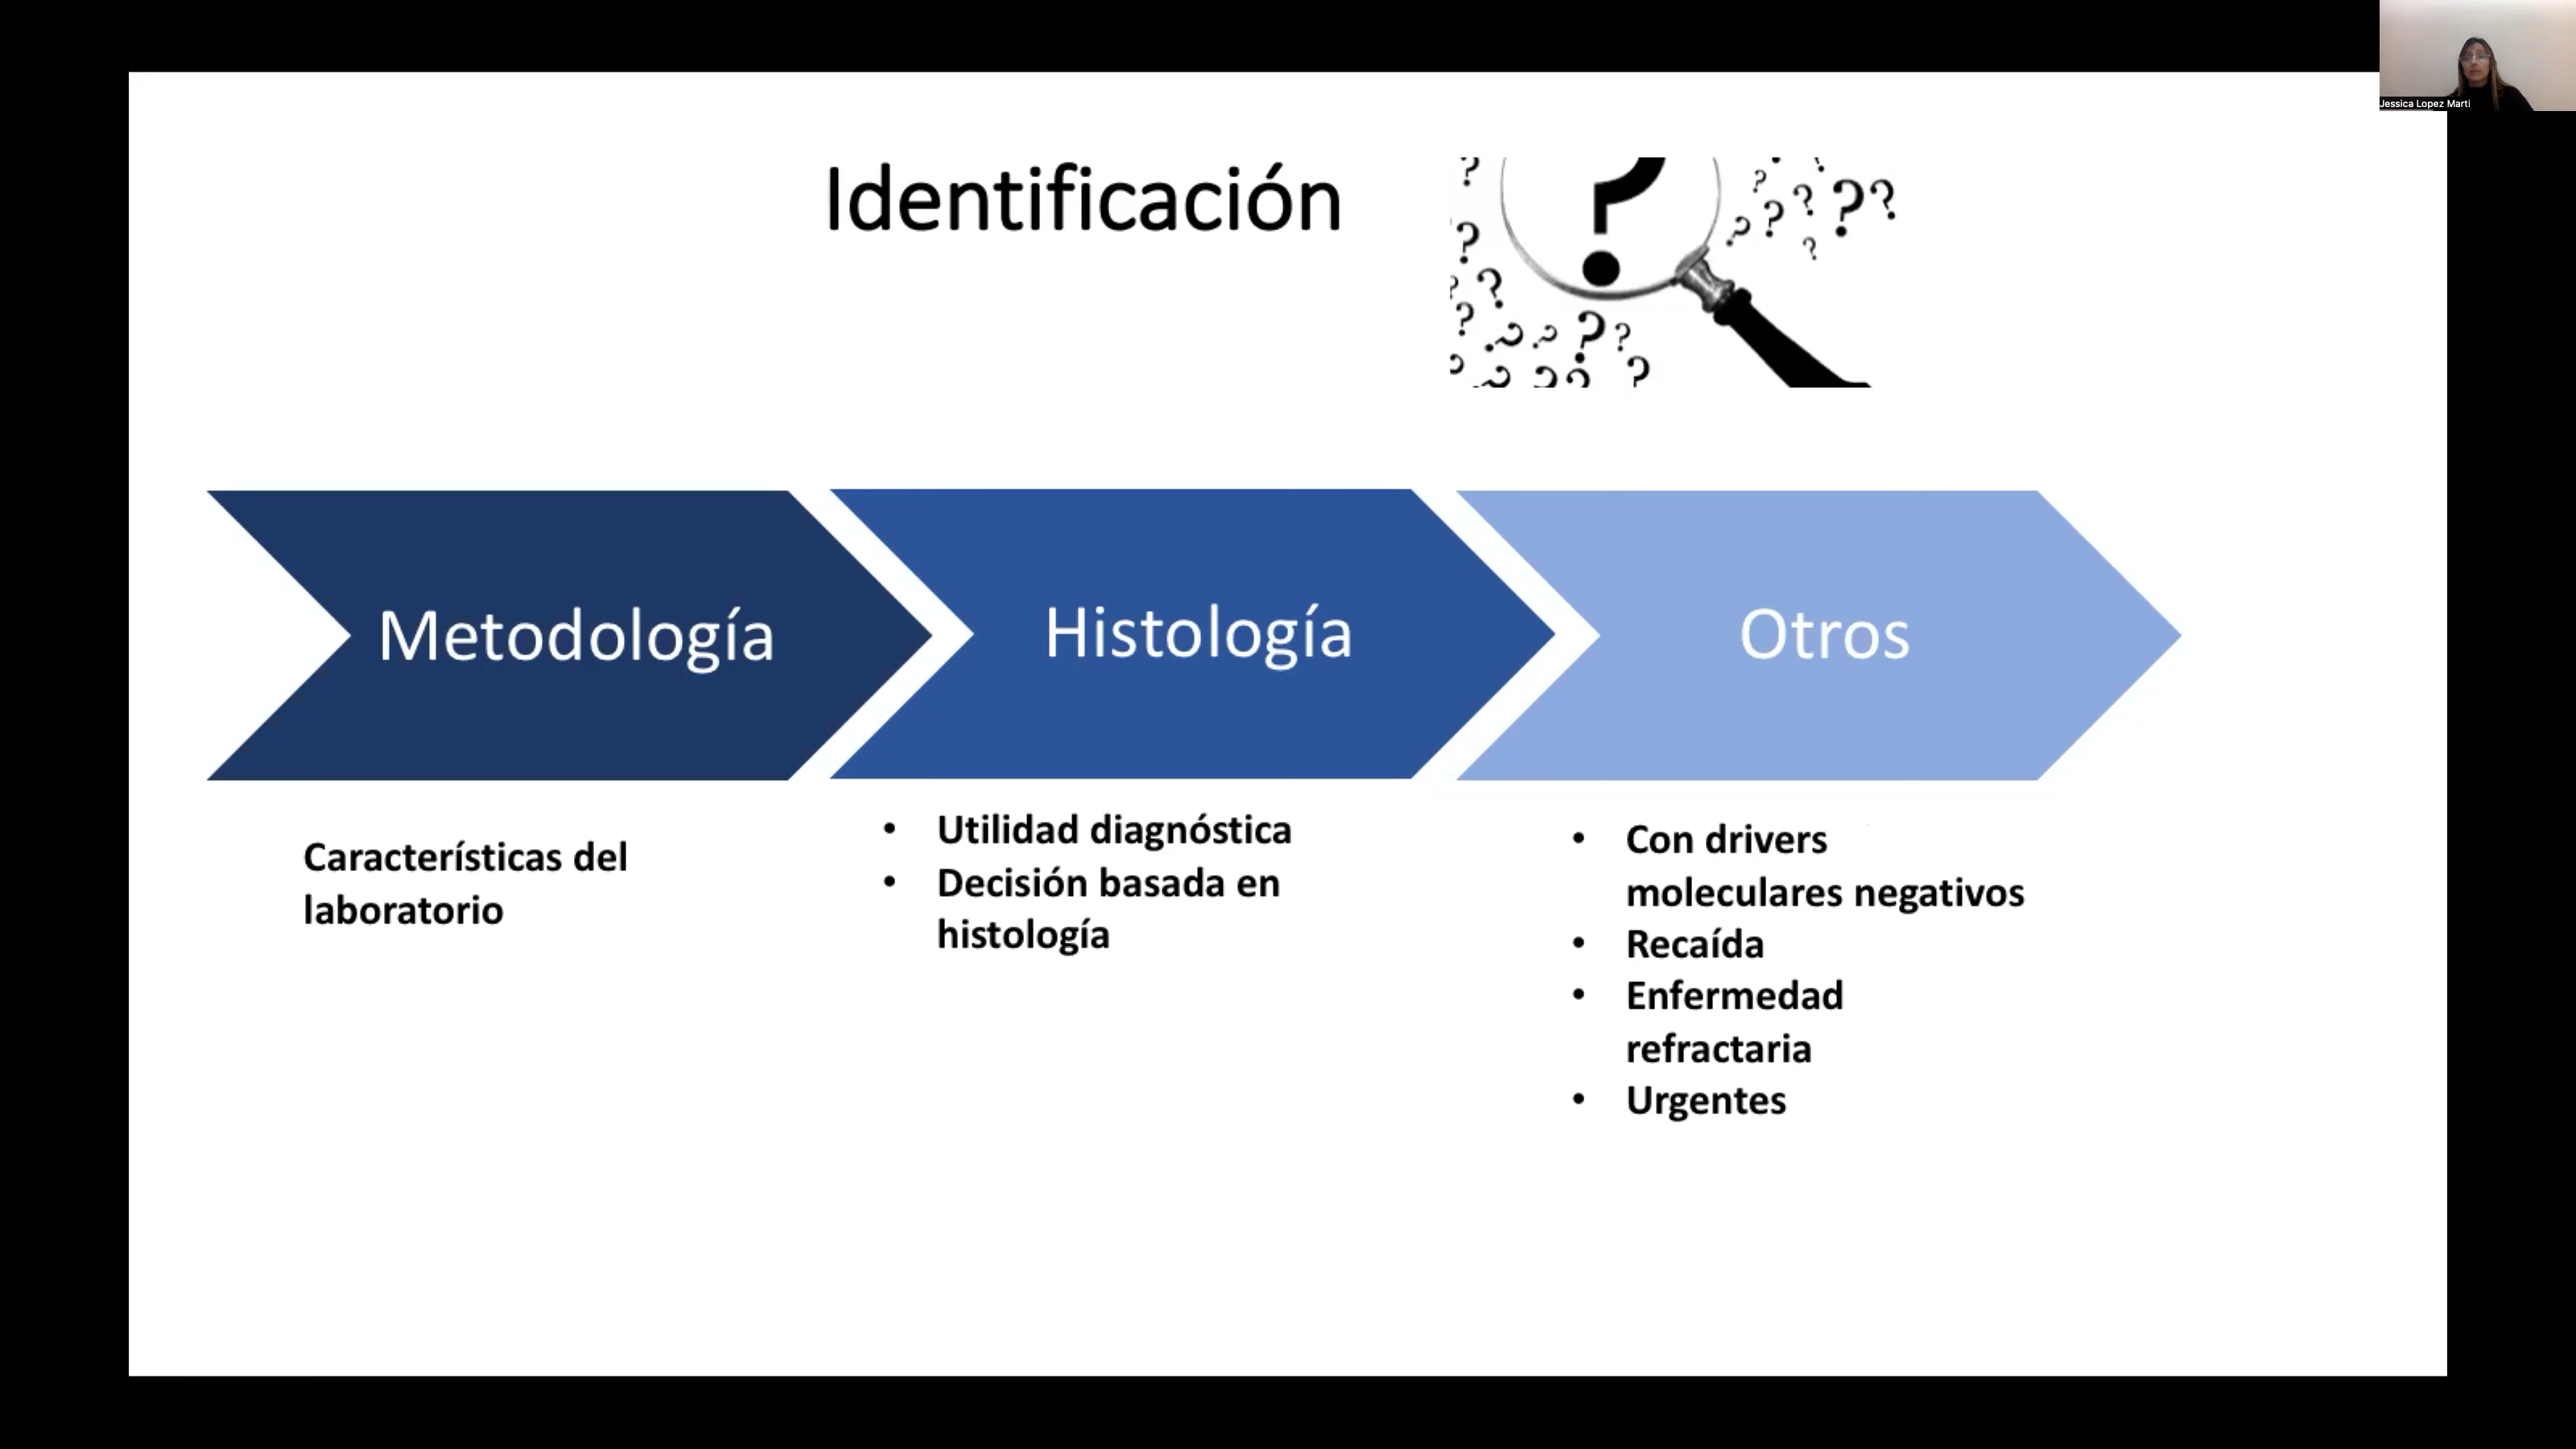 Jessica Lopez Marti
Identificación
Metodología
Características del
laboratorio
Histología
• Utilidad diagnóstica
• Decisión basada en
histología
Otros
• Con drivers
moleculares negativos
• Recaída
• Enfermedad
refractaria
• Urgentes